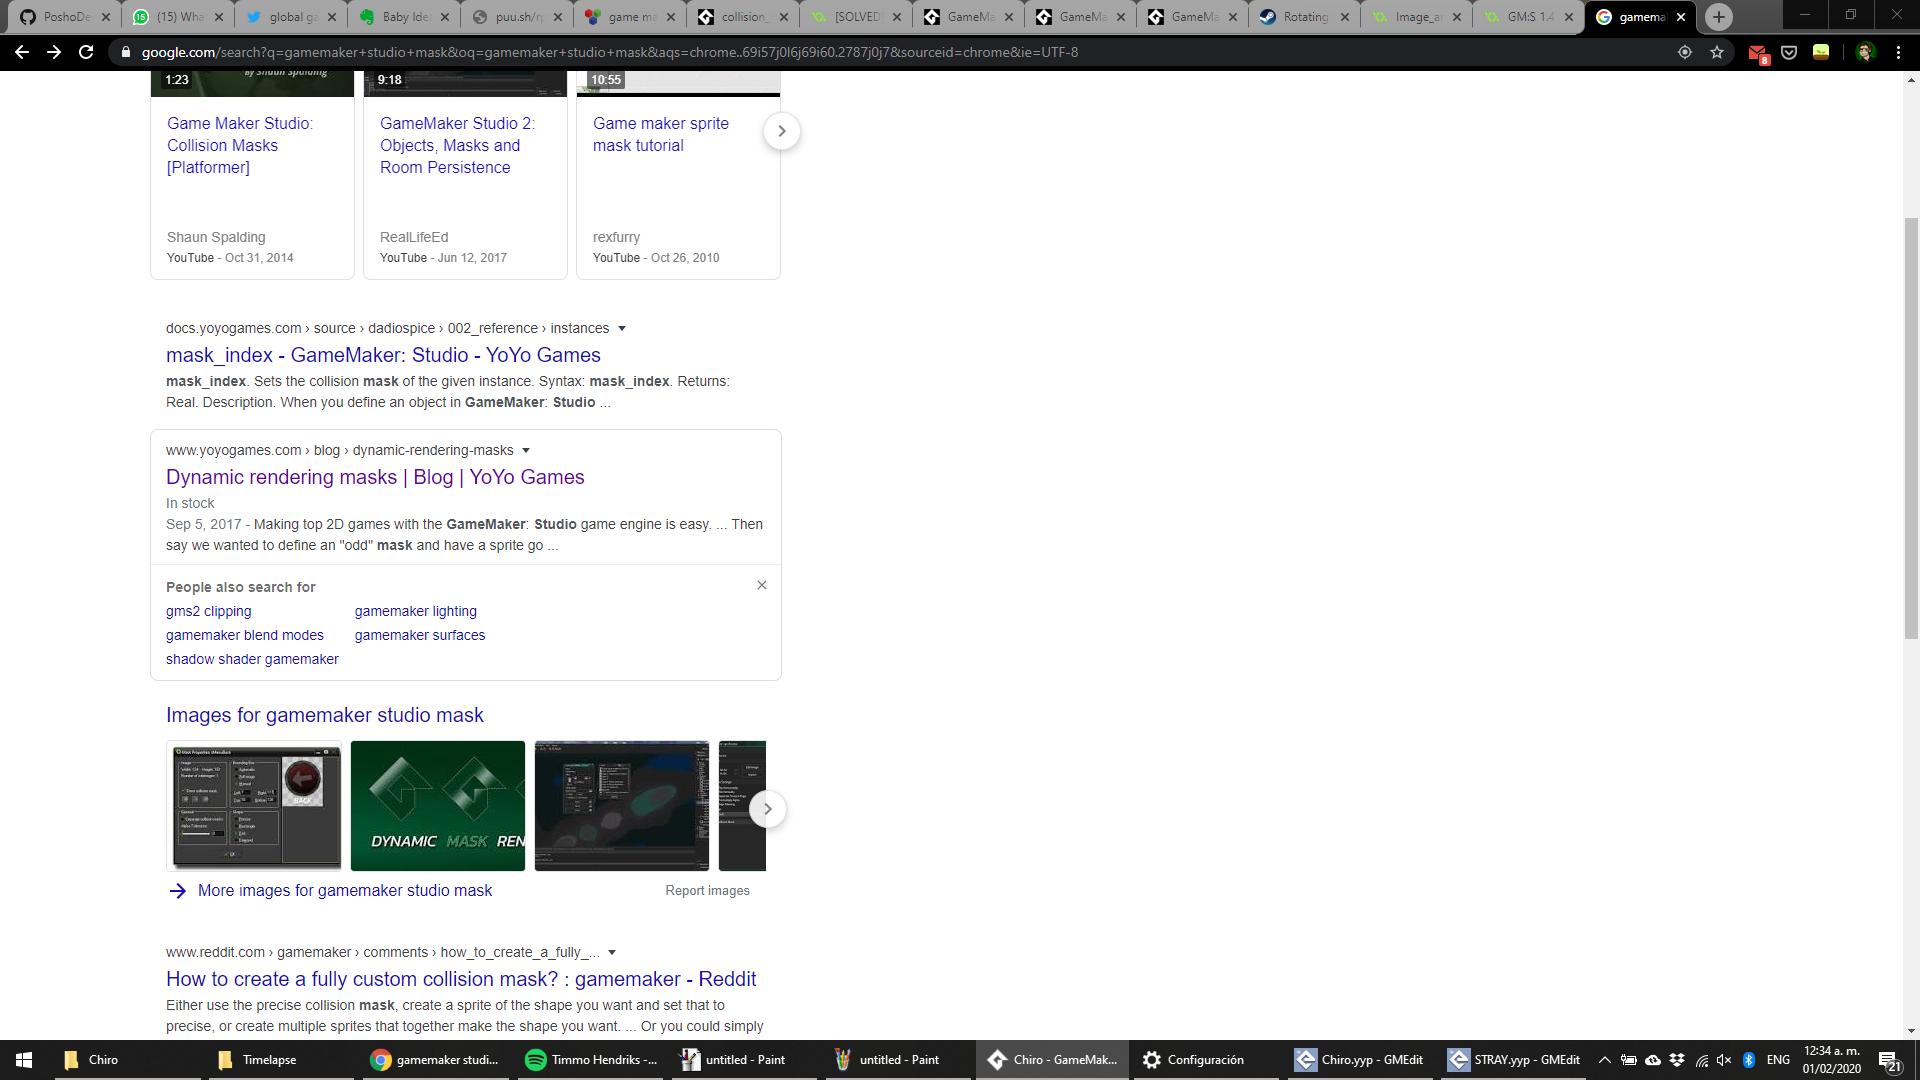 PoshoDe
(15) Wha
global ga
Baby Ide
puu.sh/r
game ma
collision_
[SOLVED]
GameMa
GameMa
GameMa
Rotating
Image_a
GM:S 1.4
gamema
google.com/search?q=gamemaker+studio+mask&oq=gamemaker+studio+mask&aqs=chrome..69i57j0l6j69i60.2787j0j7&sourceid=chrome&ie=UTF-8
8
by Shaun Spalding
1:23
9:18
10:55
Game Maker Studio:
Collision Masks
[Platformer]
Shaun Spalding
YouTube - Oct 31, 2014
GameMaker Studio 2:
Objects, Masks and
Room Persistence
RealLifeEd
YouTube - Jun 12, 2017
Game maker sprite
mask tutorial
rexfurry
YouTube - Oct 26, 2010
docs.yoyogames.com › source › dadiospice › 002_reference › instances
mask_index - GameMaker: Studio - YoYo Games
mask_index. Sets the collision mask of the given instance. Syntax: mask_index. Returns:
Real. Description. When you define an object in GameMaker: Studio ...
www.yoyogames.com › blog › dynamic-rendering-masks
Dynamic rendering masks | Blog | YoYo Games
In stock
Sep 5, 2017 - Making top 2D games with the GameMaker: Studio game engine is easy. ... Then
say we wanted to define an "odd" mask and have a sprite go ...
People also search for
gms2 clipping
gamemaker lighting
gamemaker blend modes
gamemaker surfaces
shadow shader gamemaker
Images for gamemaker studio mask
BACK
DYNAMIC MASK REN
More images for gamemaker studio mask
Report images
www.reddit.com › gamemaker › comments › how_to_create_a_fully_...
How to create a fully custom collision mask? : gamemaker - Reddit
Either use the precise collision mask, create a sprite of the shape you want and set that to
precise, or create multiple sprites that together make the shape you want. ... Or you could simply
Chiro
Timelapse
gamemaker studi...
Timmo Hendriks -...
untitled - Paint
untitled - Paint
Chiro - GameMak...
Configuración
Chiro.yyp - GMEdit
STRAY.yyp - GMEdit
ENG
12:34 a. m.
01/02/2020
21